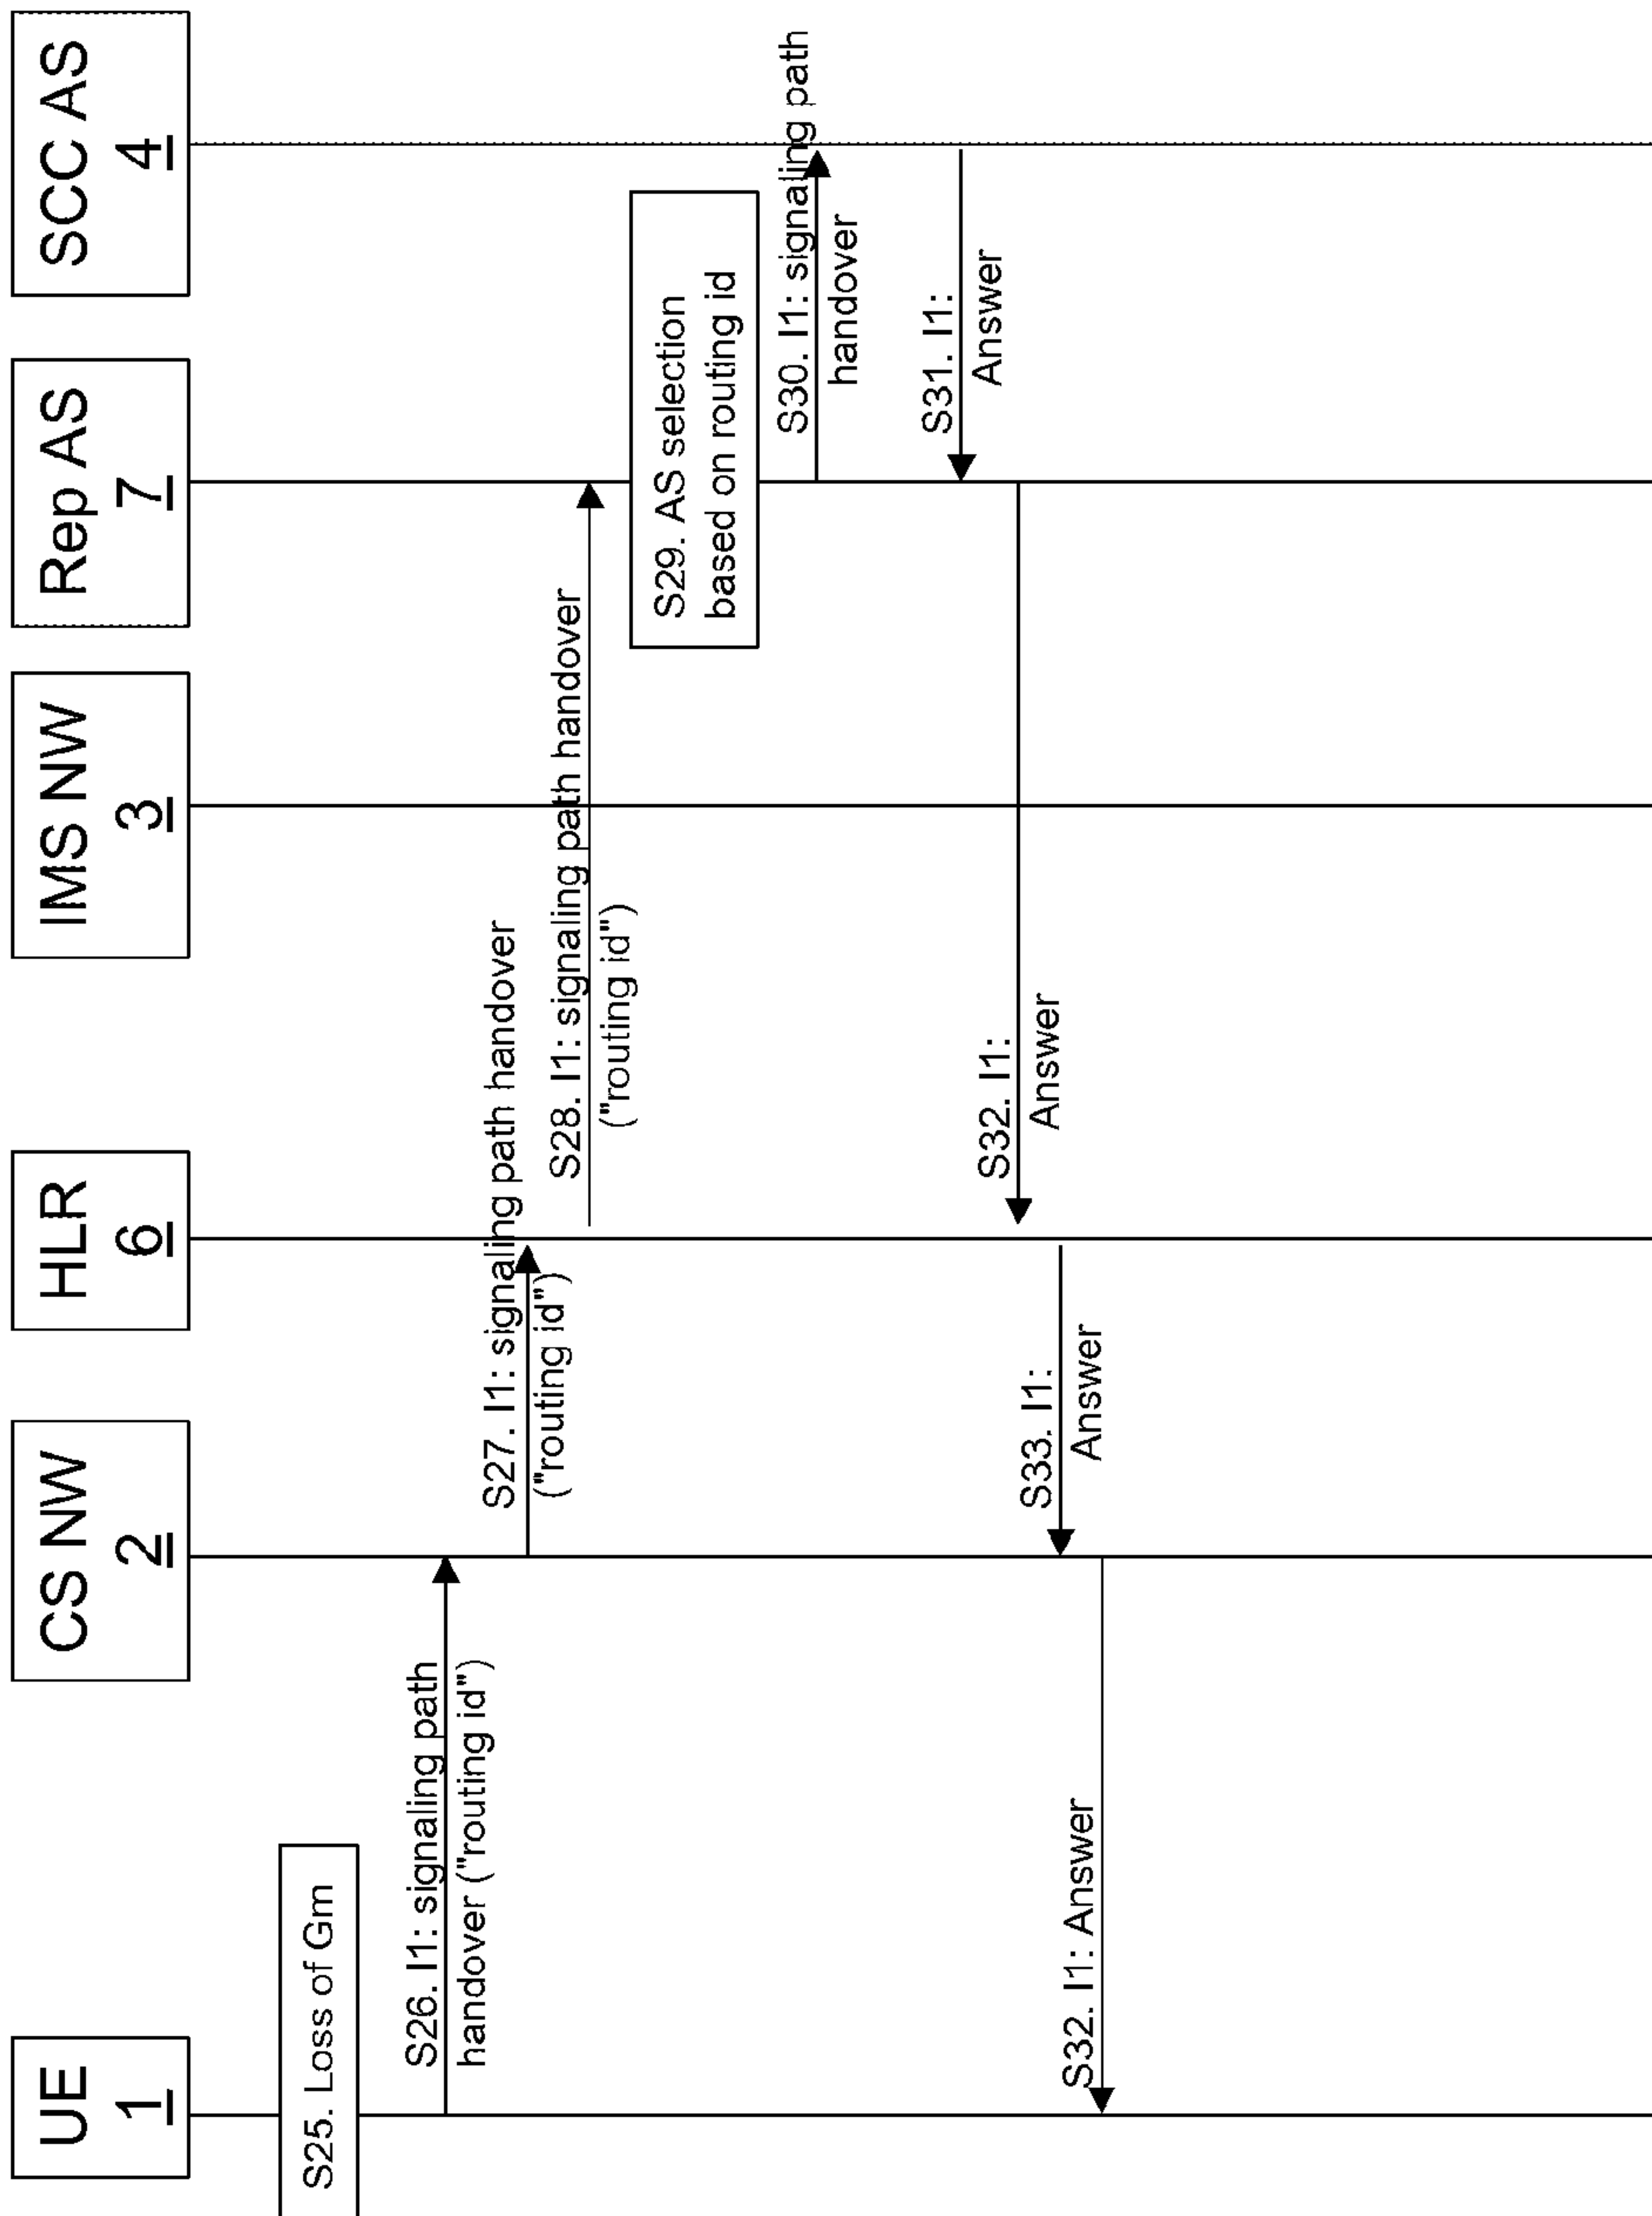 UE
1
CS NW
2
HLR
6
IMS NW
3
Rep AS
7
SCC AS
4
S25. Loss of Gm
S26. I1: signaling path
handover ("routing id")
S27. I1: signaling path handover
("routing id")
S28. I1: signaling path handover
("routing id")
S29. AS selection
based on routing id
S30. I1: signaling path
handover
S31. I1:
Answer
S32. I1:
Answer
S33. I1:
Answer
S32. I1: Answer